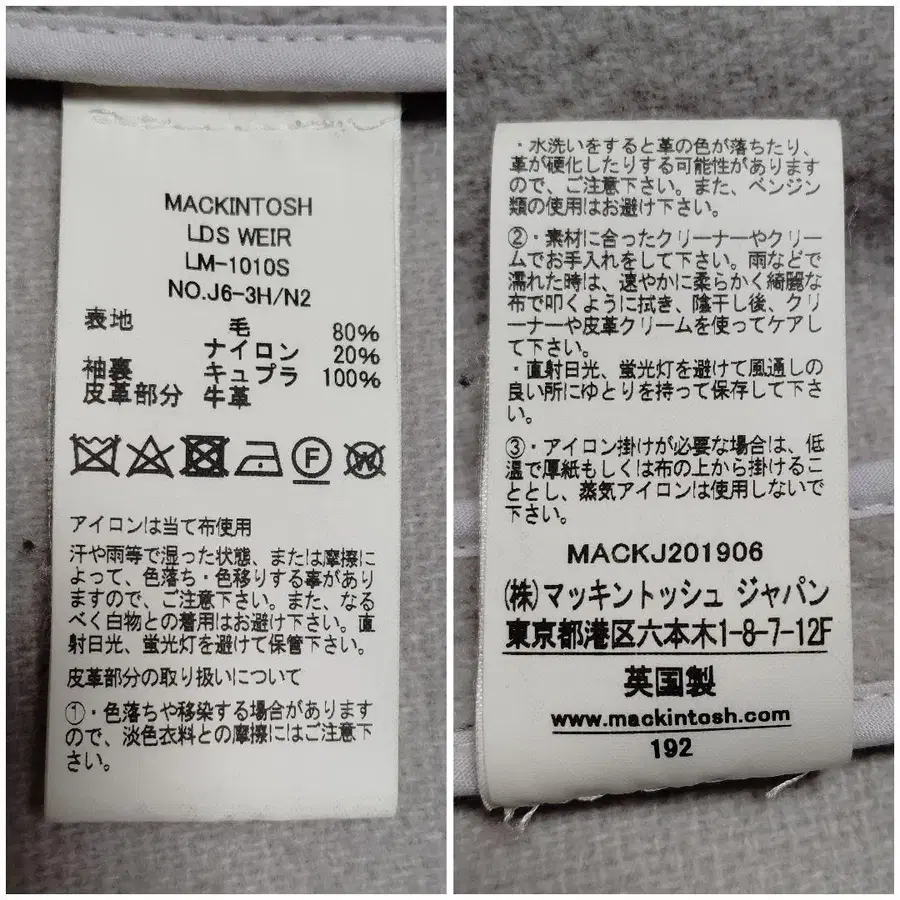 MACKINTOSH
LDS WEIR
LM-1010S
NO.J6-3H/N2
表地 毛 80%
ナイロン 20%
袖裏 キュプラ 100%
皮革部分 牛革
F
W
アイロンは当て布使用
汗や雨等で湿った状態、または摩擦に
よって、色落ち・色移りする事があり
ますので、ご注意下さい。また、なる
べく白物との着用はお避け下さい。直
射日光、蛍光灯を避けて保管下さい。
皮革部分の取り扱いについて
①・色落ちや移染する場合があります
ので、淡色衣料との摩擦にはご注意下
さい。
・水洗いをすると革の色が落ちたり、
革が硬化したりする可能性があります
ので、ご注意下さい。また、ベンジン
類の使用はお避け下さい。
②・素材に合ったクリーナーやクリー
ムでお手入れをして下さい。雨などで
濡れた時は、速やかに柔らかく綺麗な
布で叩くように拭き、陰干し後、クリ
ーナーや皮革クリームを使ってケアし
て下さい。
・直射日光、蛍光灯を避けて風通しの
良い所にゆとりを持って保存して下さ
い。
③・アイロン掛けが必要な場合は、低
温で厚紙もしくは布の上から掛けるこ
ととし、蒸気アイロンは使用しないで
下さい。
MACKJ201906
(株)マッキントッシュ ジャパン
東京都港区六本木1-8-7-12F
英国製
www.mackintosh.com
192